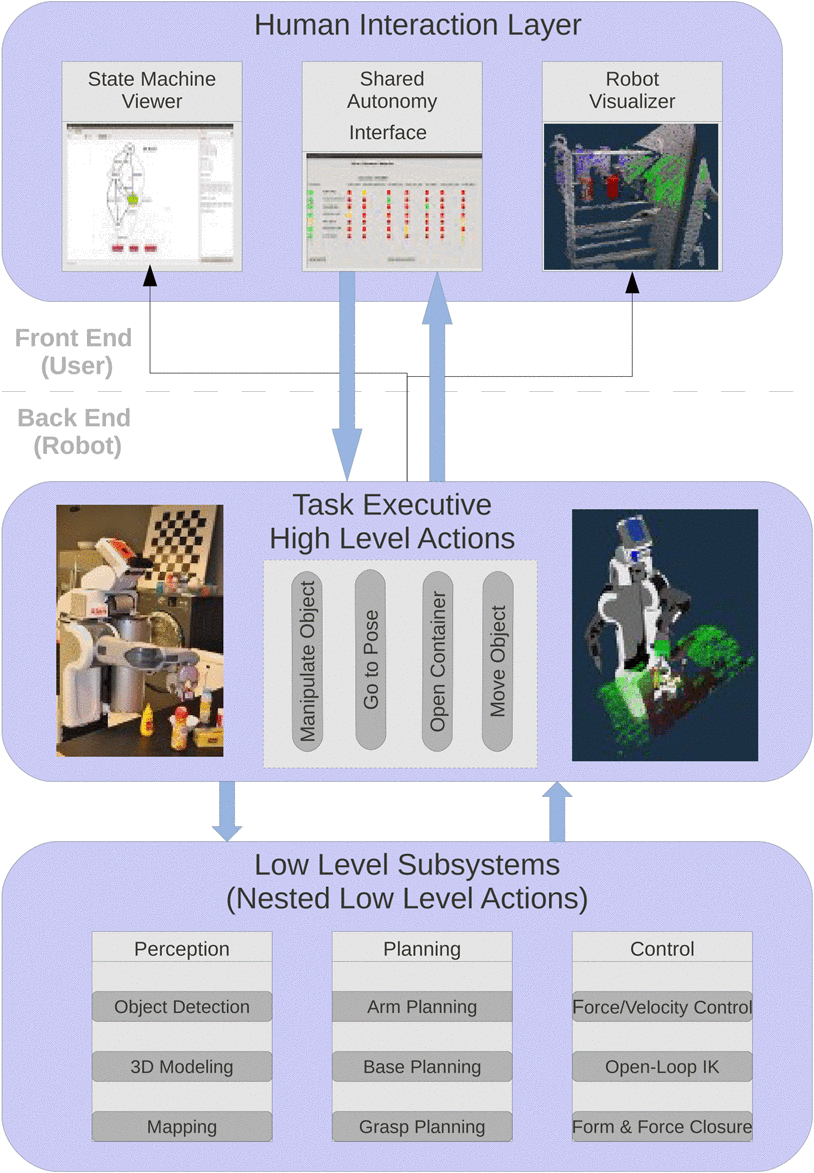 Human Interaction Layer
State Machine
Viewer
Shared
Autonomy
Interface
Robot
Visualizer
Front End
(User)
Back End
(Robot)
Task Executive
High Level Actions
Manipulate Object
Go to Pose
Open Container
Move Object
Low Level Subsystems
(Nested Low Level Actions)
Perception
Object Detection
3D Modeling
Mapping
Planning
Arm Planning
Base Planning
Grasp Planning
Control
Force/Velocity Control
Open-Loop IK
Form & Force Closure